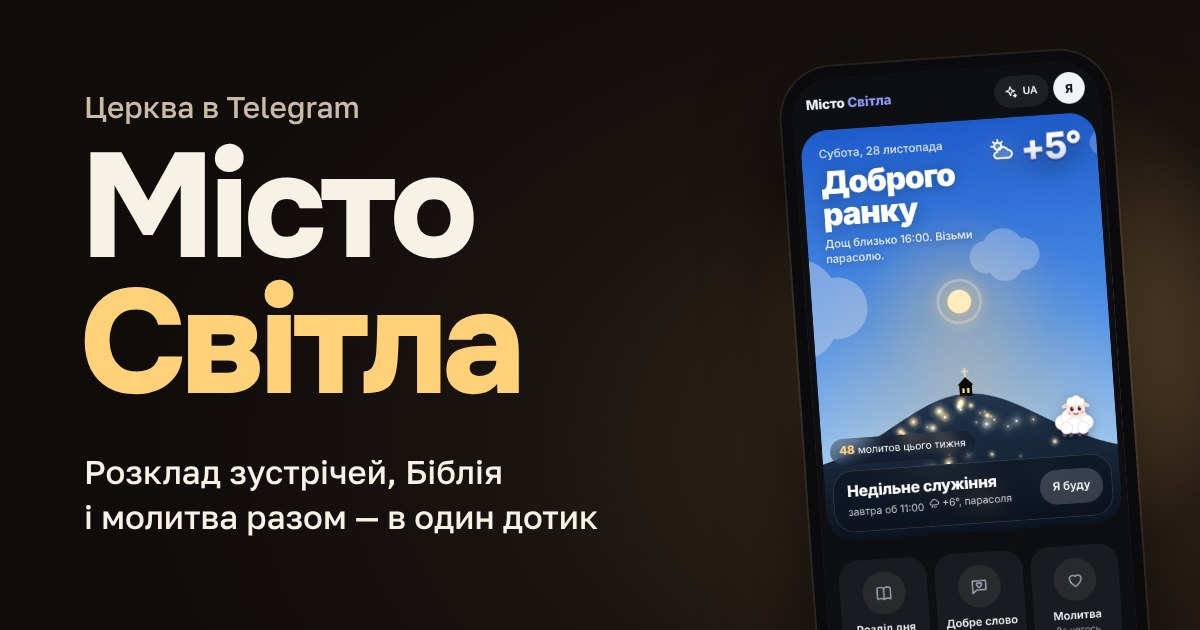 Церква в Telegram
Місто
Світла
Розклад зустрічей, Біблія
і молитва разом — в один дотик
Місто Світла
UA
Я
Субота, 28 листопада
+5°
Доброго
ранку
Дощ близько 16:00. Візьми
парасолю.
48 молитов цього тижня
Недільне служіння
завтра об 11:00 +6°, парасоля
Я буду
Розділ дня
Добре слово
Молитва